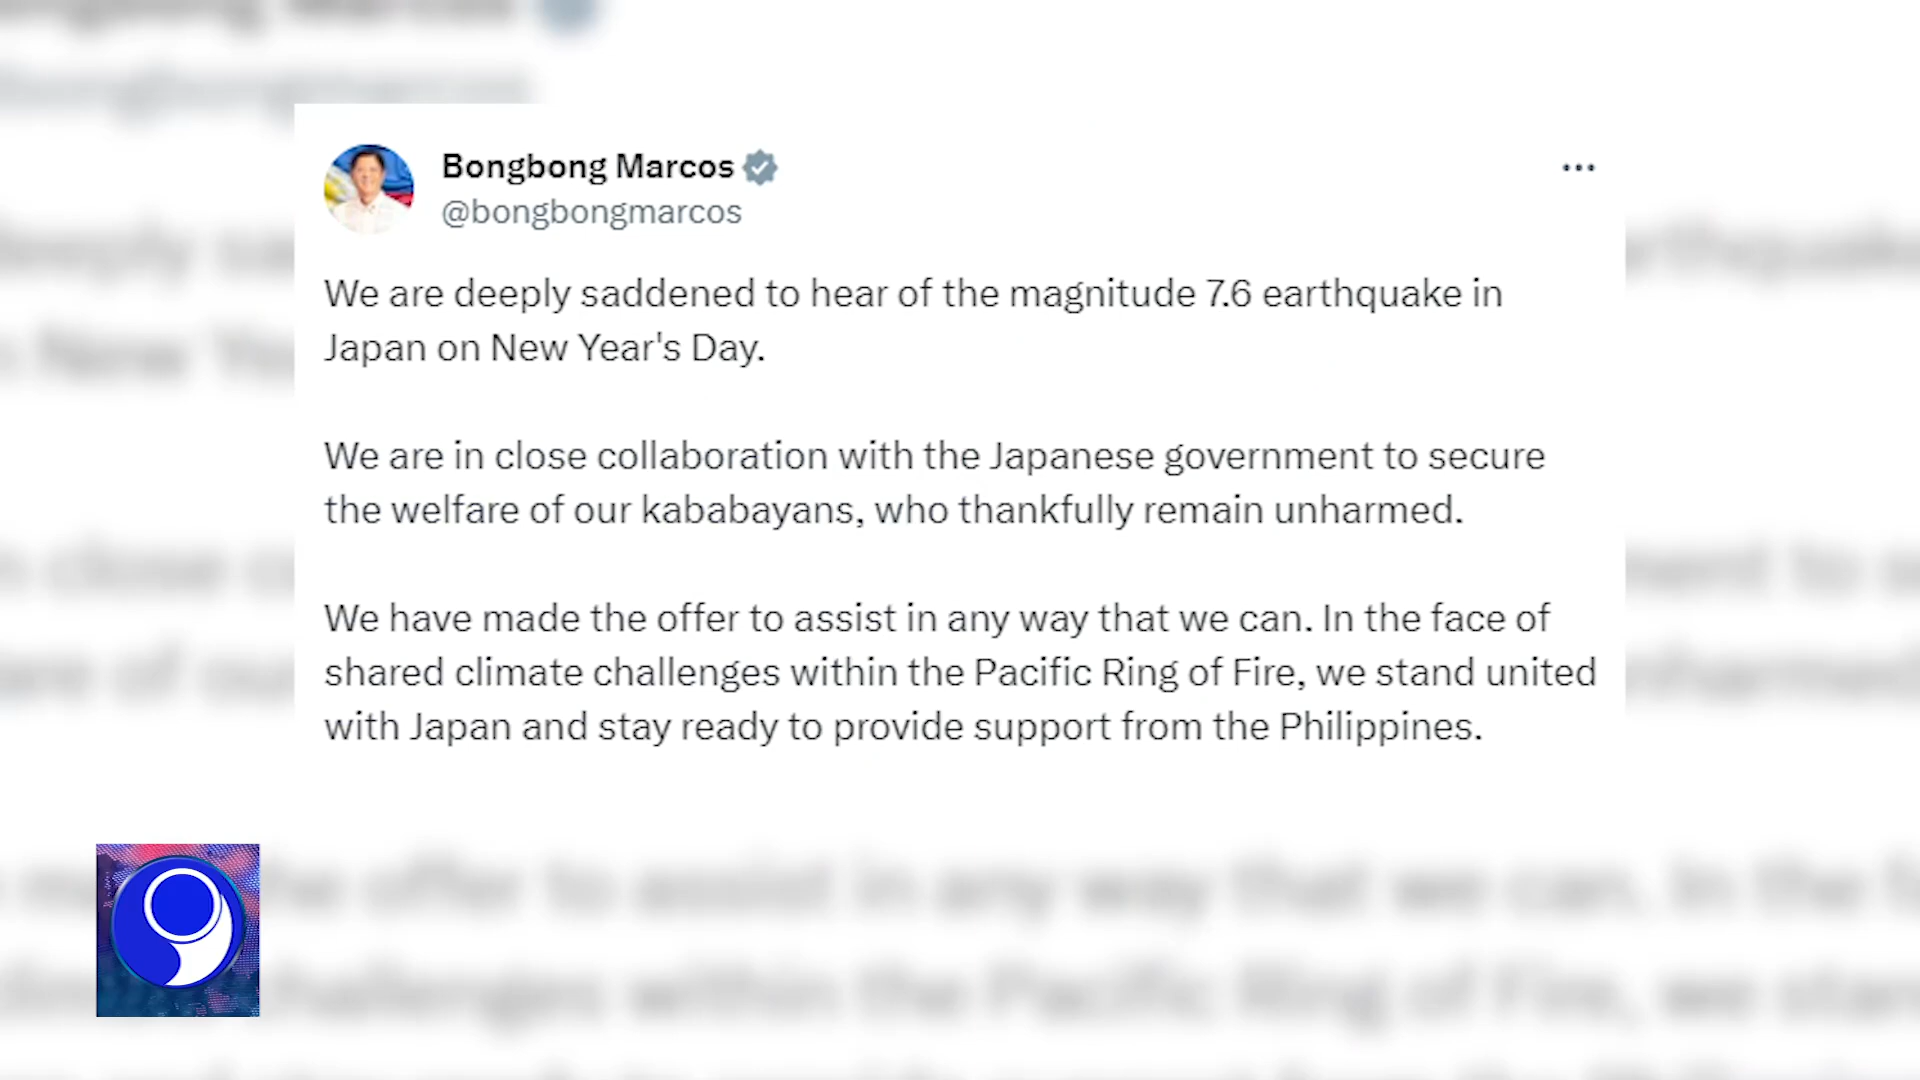 Bongbong Marcos
@bongbongmarcos
We are deeply saddened to hear of the magnitude 7.6 earthquake in
Japan on New Year's Day.
We are in close collaboration with the Japanese government to secure
the welfare of our kababayans, who thankfully remain unharmed.
We have made the offer to assist in any way that we can. In the face of
shared climate challenges within the Pacific Ring of Fire, we stand united
with Japan and stay ready to provide support from the Philippines.